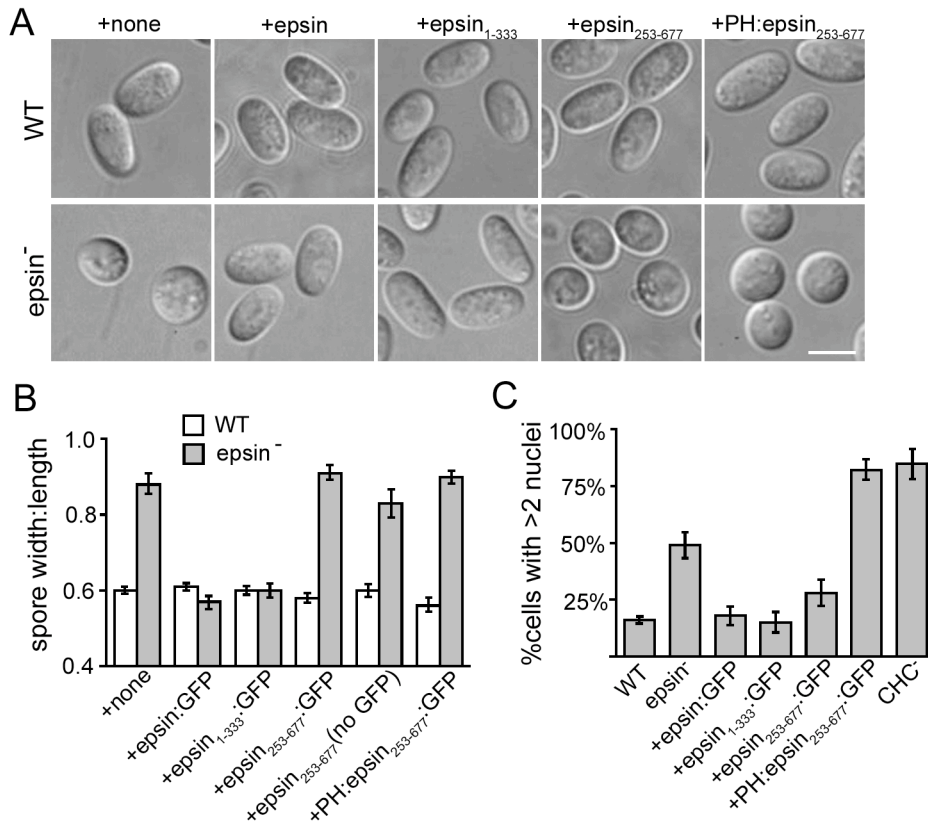 A
+none +epsin +epsin1-333 +epsin253-677 +PH:epsin253-677
WT
epsin-
B
WT
epsin-
spore width:length
1.0
0.8
0.6
0.4
+none
+epsin:GFP
+epsin1-333:GFP
+epsin253-677:GFP
+epsin253-677(no GFP)
+PH:epsin253-677:GFP
C
%cells with >2 nuclei
100%
75%
50%
25%
WT
epsin-
+epsin:GFP
+epsin1-333:GFP
+epsin253-677:GFP
+PH:epsin253-677:GFP
CHC-